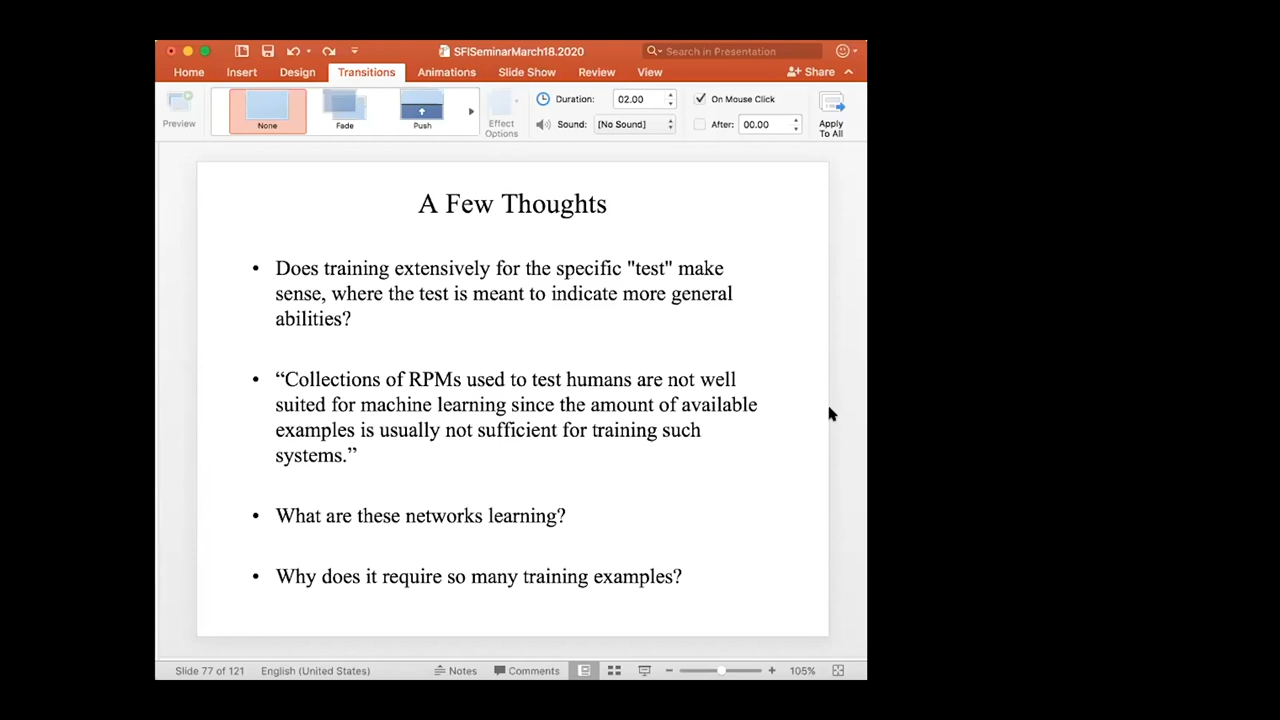 SFISeminarMarch18.2020
Search in Presentation
Home Insert Design Transitions Animations Slide Show Review View Share
Preview
None
Fade
Push
Effect Options
Duration: 02.00
Sound: [No Sound]
On Mouse Click
After: 00.00
Apply To All
A Few Thoughts
• Does training extensively for the specific "test" make
sense, where the test is meant to indicate more general
abilities?
• “Collections of RPMs used to test humans are not well
suited for machine learning since the amount of available
examples is usually not sufficient for training such
systems.”
• What are these networks learning?
• Why does it require so many training examples?
Slide 77 of 121 English (United States) Notes Comments 105%